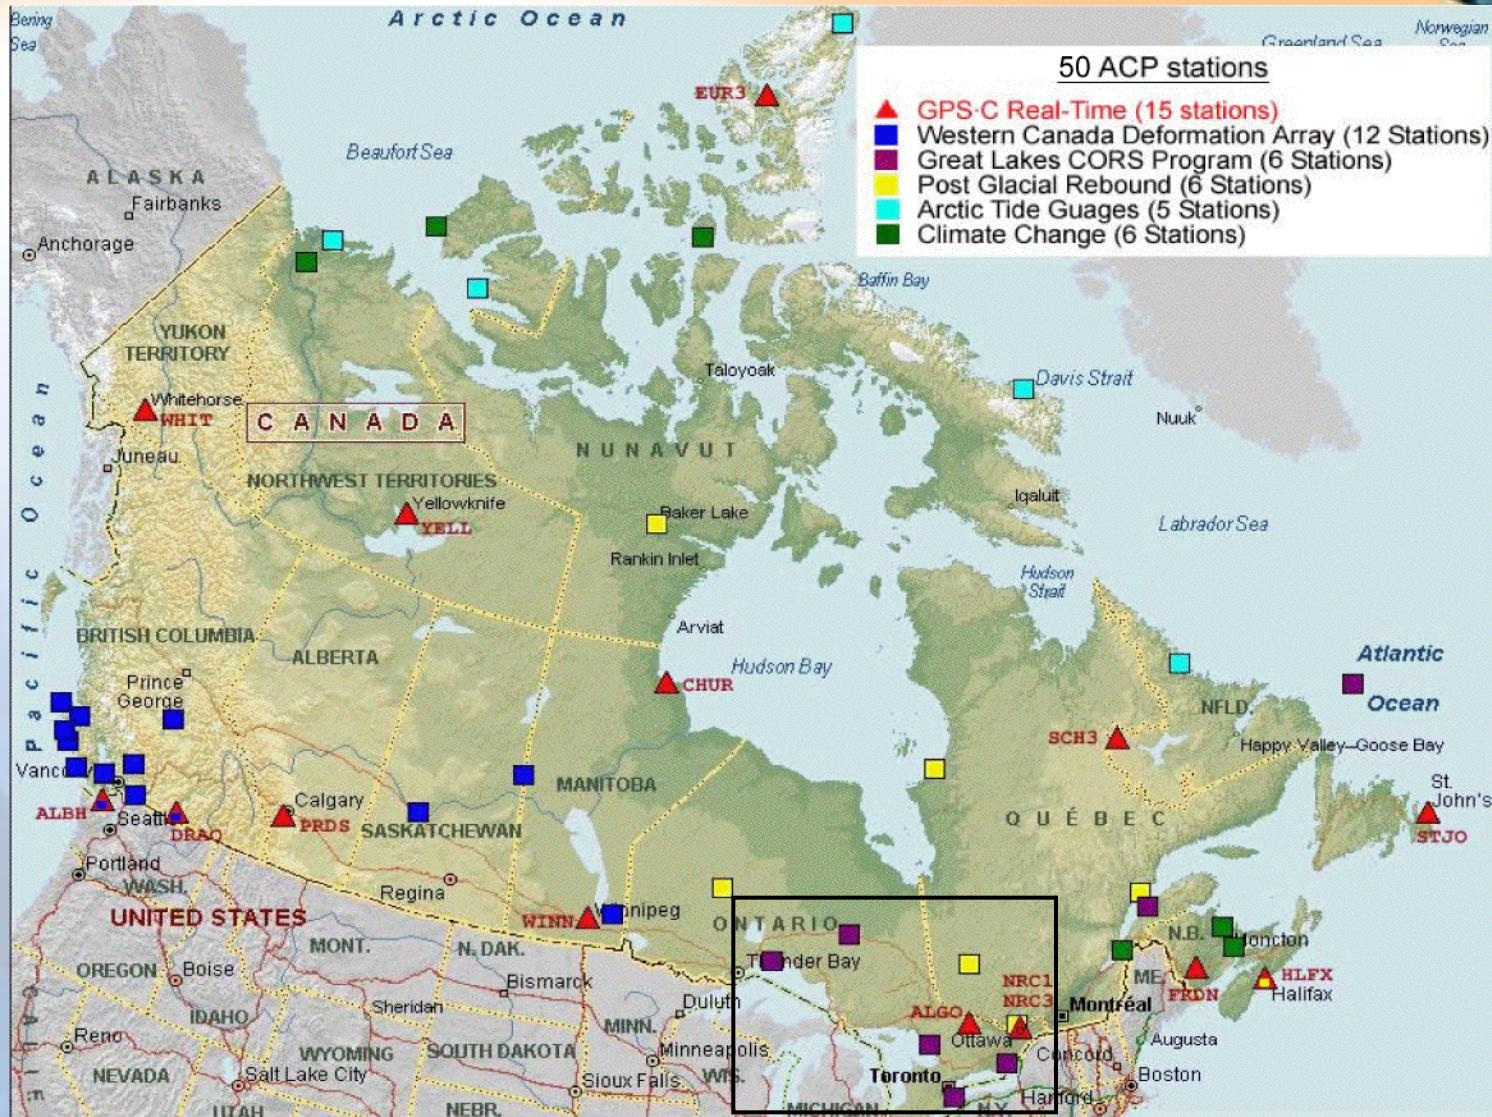 Bering
Sea
Arctic Ocean
Norwegian
Sea
Greenland Sea
50 ACP stations
GPS·C Real-Time (15 stations)
Western Canada Deformation Array (12 Stations)
Great Lakes CORS Program (6 Stations)
Post Glacial Rebound (6 Stations)
Arctic Tide Guages (5 Stations)
Climate Change (6 Stations)
EUR3
Beaufort Sea
ALASKA
Fairbanks
Anchorage
Baffin Bay
YUKON
TERRITORY
Taloyoak
Davis Strait
Whitehorse
WHIT
CANADA
Nuuk
Juneau
NUNAVUT
NORTHWEST TERRITORIES
Yellowknife
YELL
Iqaluit
Baker Lake
Labrador Sea
Pacific Ocean
Rankin Inlet
Hudson
Strait
Arviat
BRITISH COLUMBIA
ALBERTA
Hudson Bay
Atlantic
Ocean
Prince
George
CHUR
NFLD.
SCH3
Happy Valley-Goose Bay
MANITOBA
St.
John's
STJO
Calgary
ALBH
DRAO
PRDS
SASKATCHEWAN
QUÉBEC
Portland
WASH.
Regina
UNITED STATES
WINN
ONTARIO
N.B.
Moncton
MONT.
N. DAK.
OREGON
Boise
Bismarck
NRC1
NRC3
ME.
FRDN
HLFX
Halifax
Sheridan
Duluth
Montréal
IDAHO
MINN.
ALGO
Ottawa
Reno
WYOMING
SOUTH DAKOTA
Minneapolis
Concord
Augusta
NEVADA
Salt Lake City
Sioux Falls
WIS.
Toronto
Boston
UTAH
NEBR.
MICHIGAN
N.Y.
Hartford